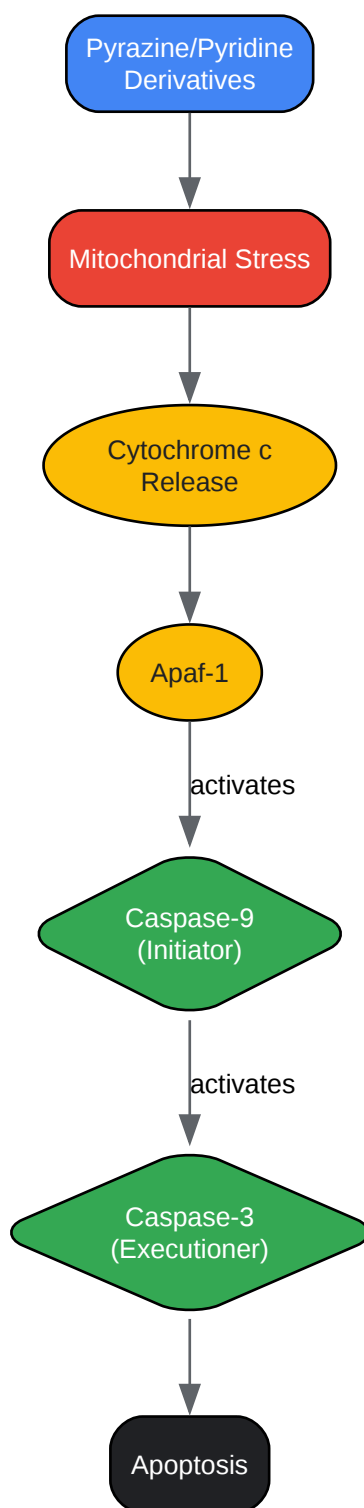 Pyrazine/Pyridine
Derivatives
Mitochondrial Stress
Cytochrome c
Release
Apaf-1
activates
Caspase-9
(Initiator)
activates
Caspase-3
(Executioner)
Apoptosis